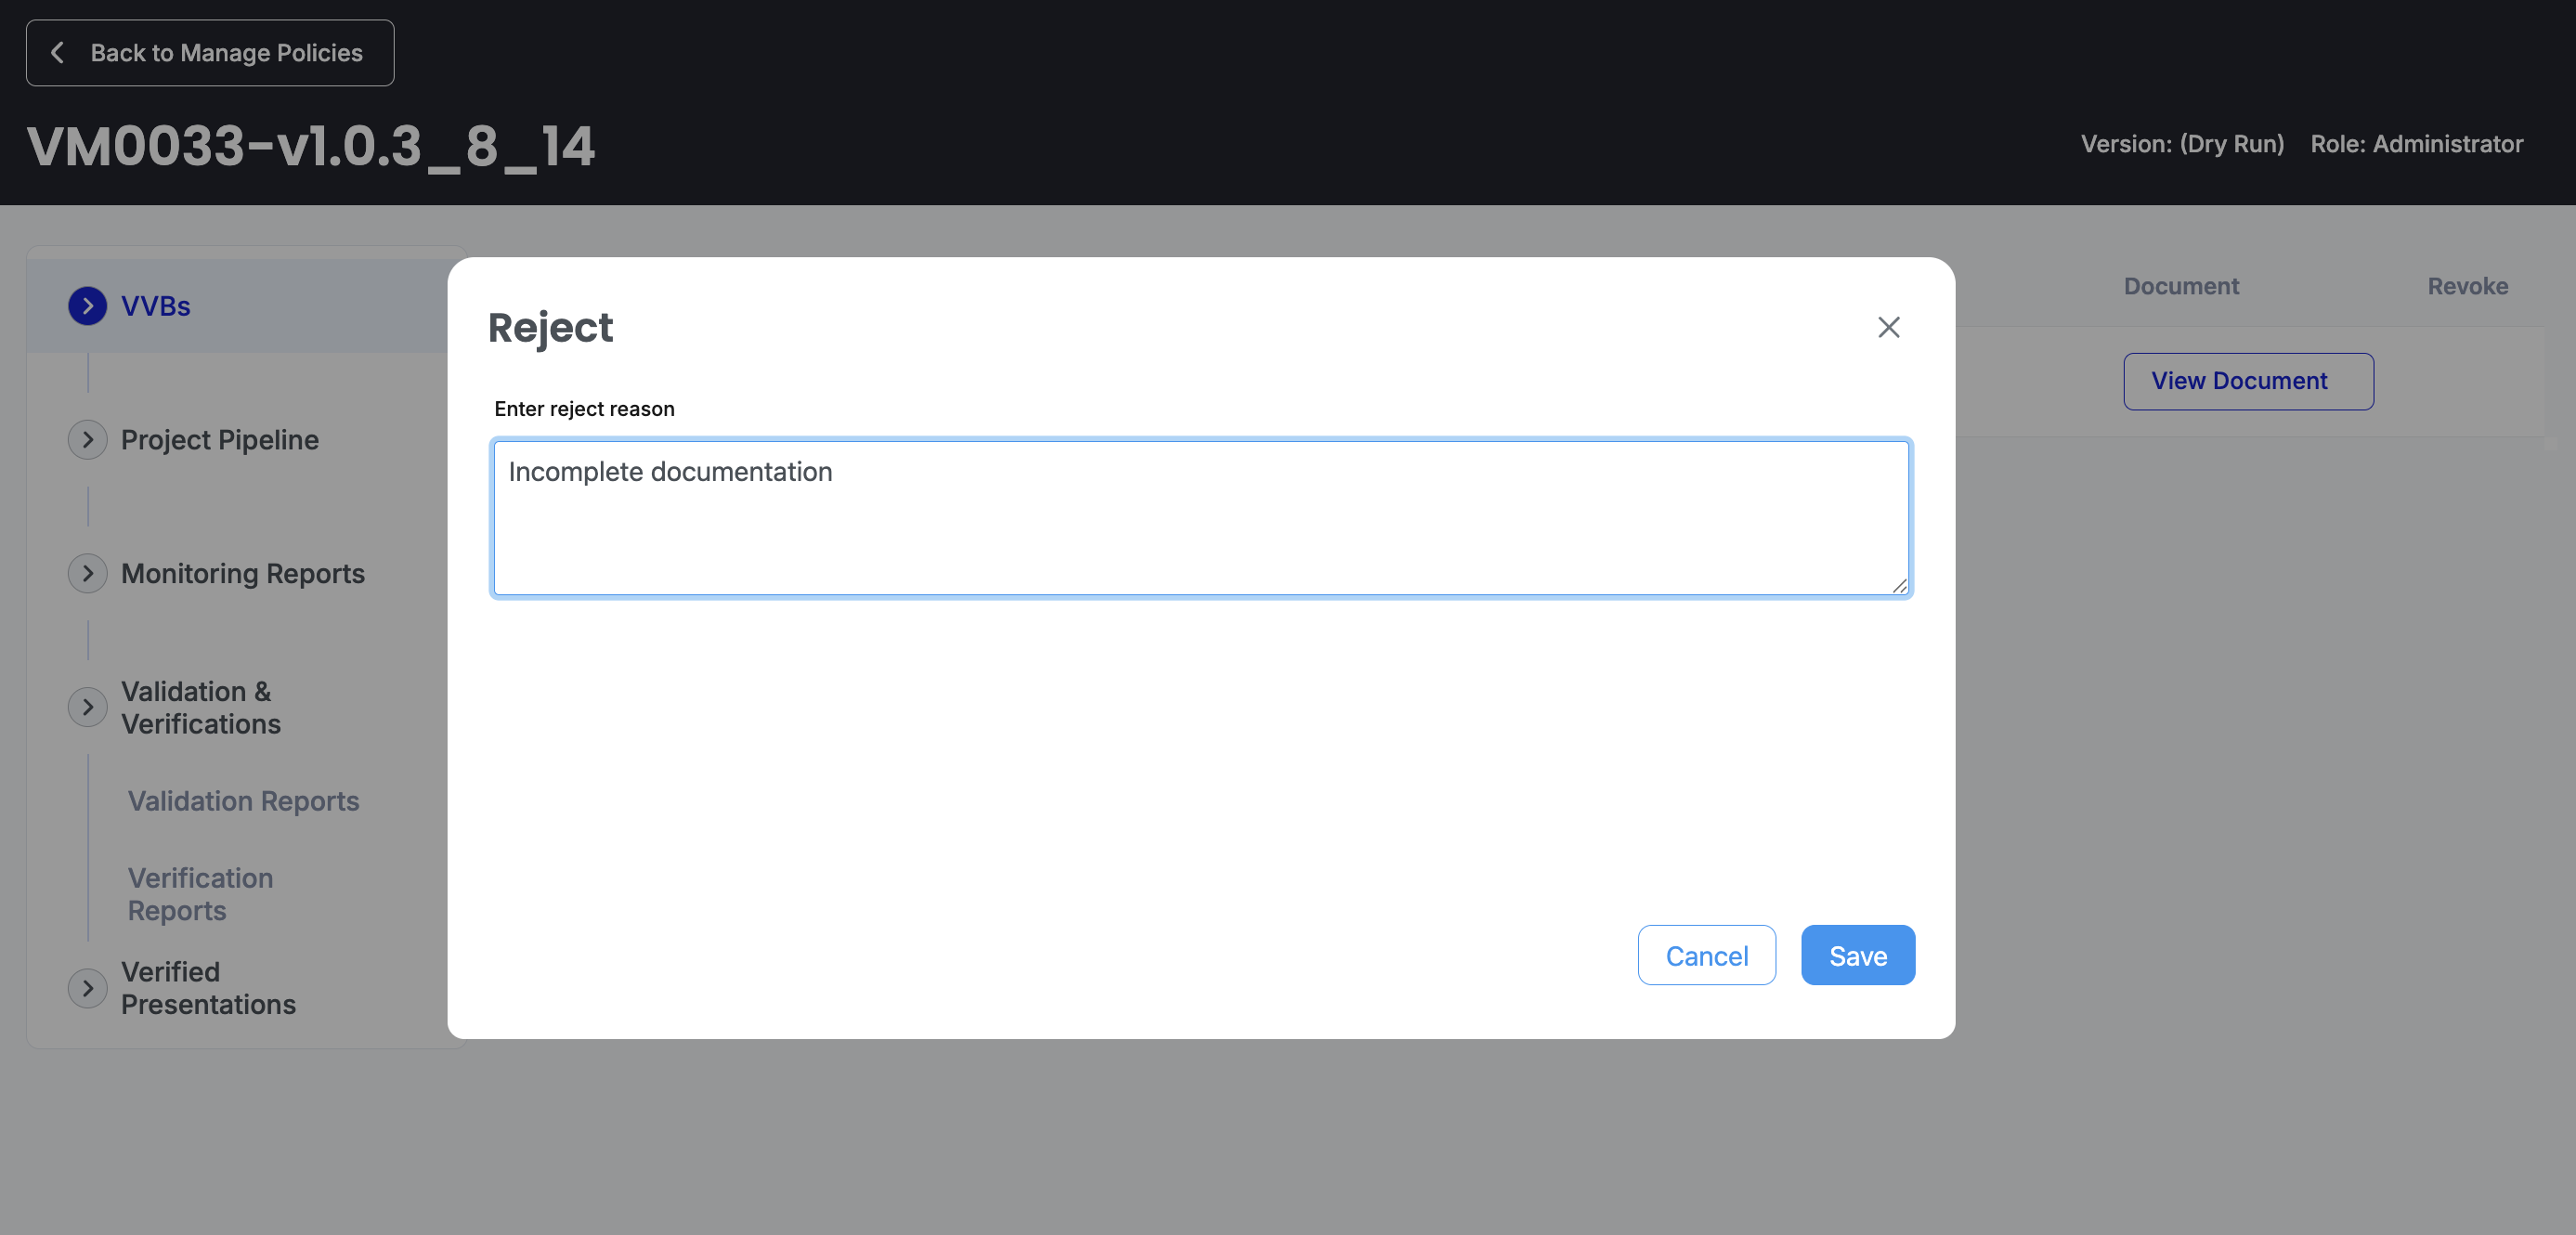 Back to Manage Policies
VM0033-v1.0.3_8_14
Version: (Dry Run) Role: Administrator
VVBs
Project Pipeline
Monitoring Reports
Validation &
Verifications
Validation Reports
Verification
Reports
Verified
Presentations
Document Revoke
View Document
Reject
Enter reject reason
Incomplete documentation
Cancel Save